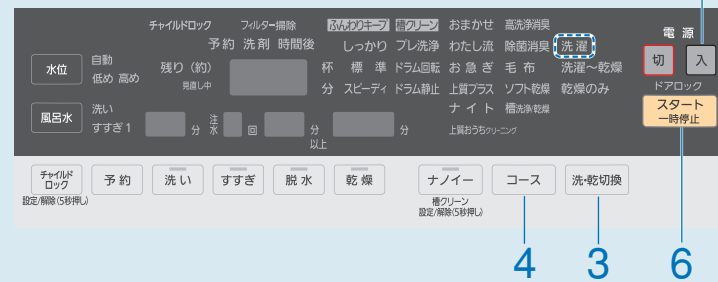 チャイルドロック フィルター掃除 ふんわりキープ 槽クリーン おまかせ 高洗浄消臭
電源
予約 洗剤 時間後 しっかり プレ洗浄 わたし流 除菌消臭 洗濯
水位 自動 残り(約) 杯 標準 ドラム回転 お急ぎ 毛布 洗濯〜乾燥 切 入
低め 高め 見直し中 分 スピーディ ドラム静止 上質プラス ソフト乾燥 乾燥のみ ドアロック
風呂水 洗い ナイト 槽洗浄/乾燥 スタート
一時停止
すすぎ1 分 注水 回 分以上 分 上質おうちクリーニング
チャイルドロック 予約 洗い すすぎ 脱水 乾燥 ナノイー コース 洗・乾切換
設定/解除(5秒押し) 槽クリーン
設定/解除(5秒押し)
4 3 6